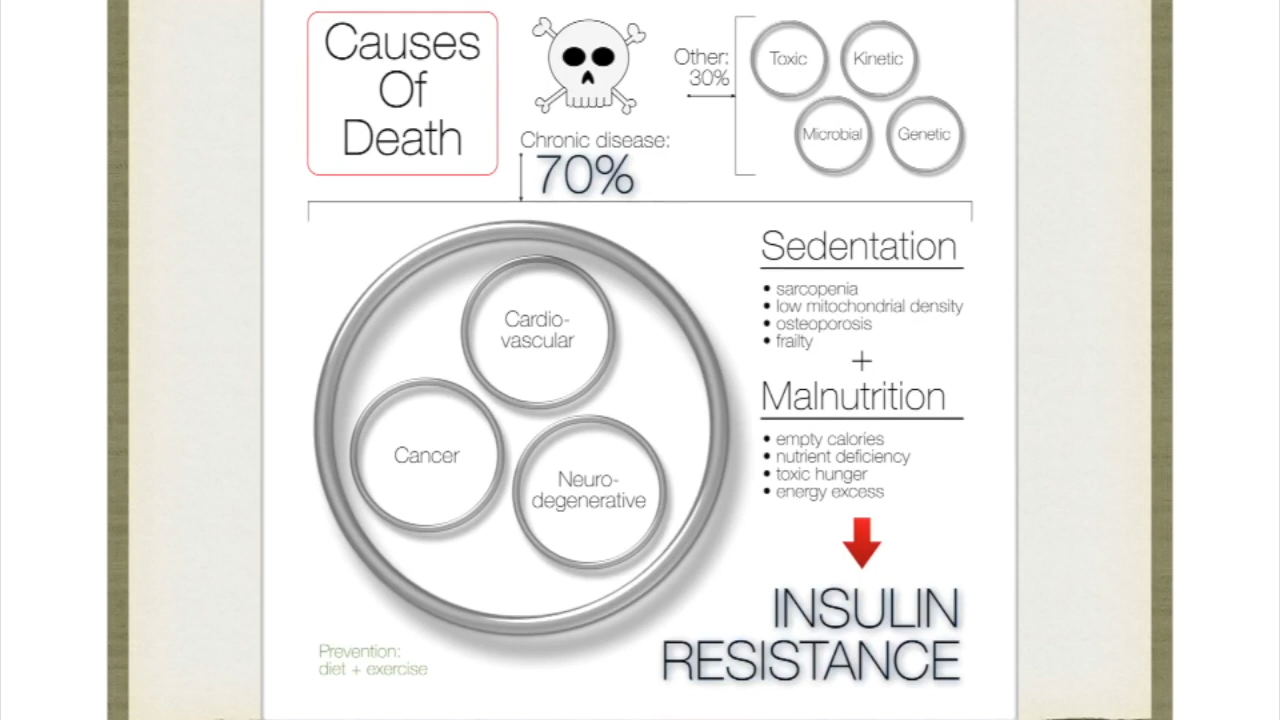 Causes
Of
Death
Chronic disease:
70%
Other:
30%
Toxic
Kinetic
Microbial
Genetic
Cardio-
vascular
Cancer
Neuro-
degenerative
Sedentation
• sarcopenia
• low mitochondrial density
• osteoporosis
• frailty
+
Malnutrition
• empty calories
• nutrient deficiency
• toxic hunger
• energy excess
INSULIN
RESISTANCE
Prevention:
diet + exercise